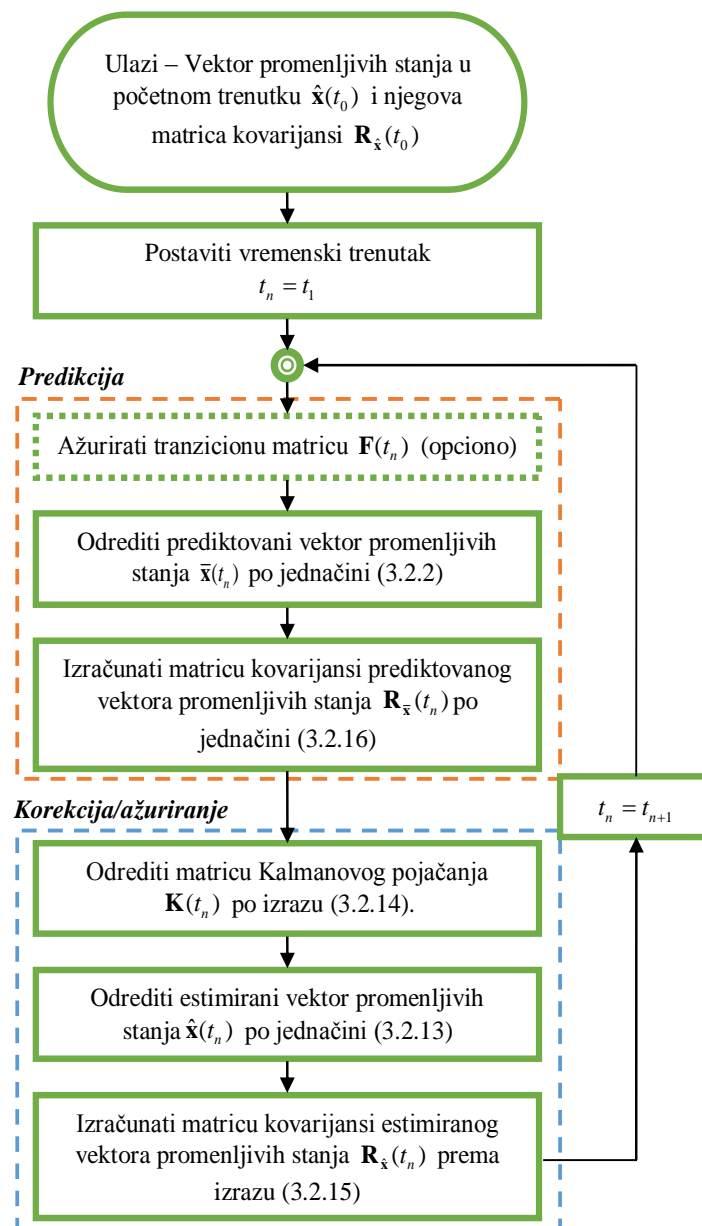 Ulazi – Vektor promenljivih stanja u
početnom trenutku x̂(t₀) i njegova
matrica kovarijansi R_x̂(t₀)
Postaviti vremenski trenutak
tₙ = t₁
Predikcija
Ažurirati tranzicionu matricu F(tₙ) (opciono)
Odrediti prediktovani vektor promenljivih
stanja x̄(tₙ) po jednačini (3.2.2)
Izračunati matricu kovarijansi prediktovanog
vektora promenljivih stanja R_x̄(tₙ) po
jednačini (3.2.16)
tₙ = tₙ₊₁
Korekcija/ažuriranje
Odrediti matricu Kalmanovog pojačanja
K(tₙ) po izrazu (3.2.14).
Odrediti estimirani vektor promenljivih
stanja x̂(tₙ) po jednačini (3.2.13)
Izračunati matricu kovarijansi estimiranog
vektora promenljivih stanja R_x̂(tₙ) prema
izrazu (3.2.15)